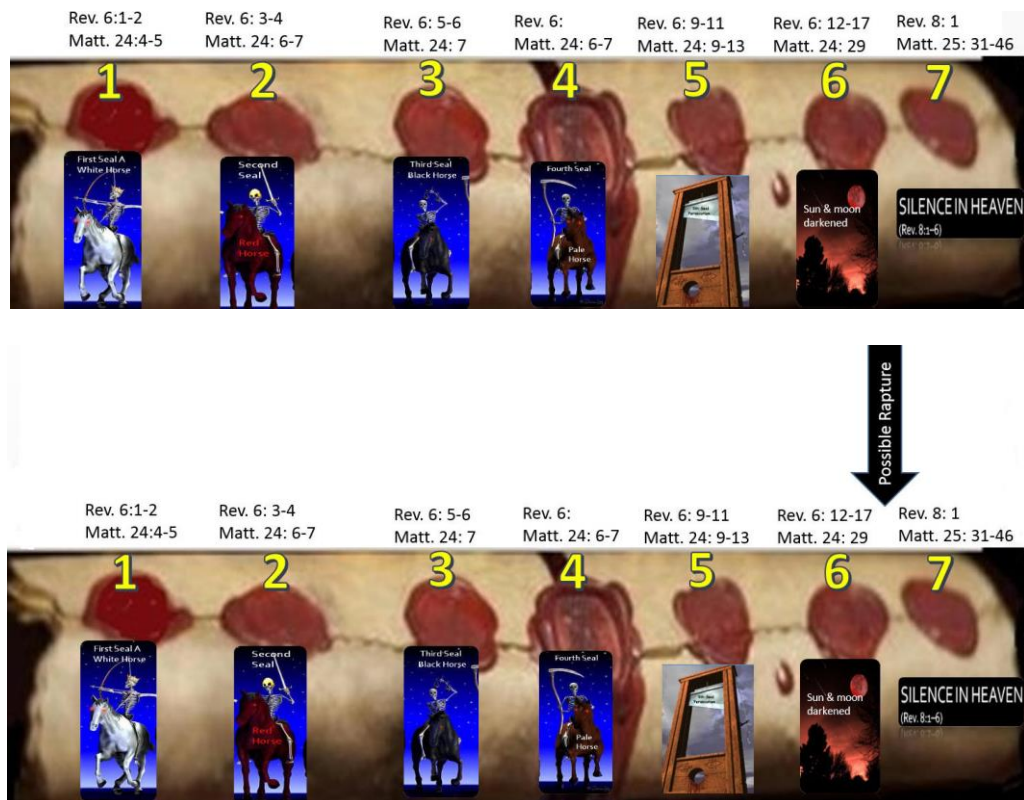 Rev. 6:1-2
Matt. 24:4-5
Rev. 6: 3-4
Matt. 24: 6-7
Rev. 6: 5-6
Matt. 24: 7
Rev. 6:
Matt. 24: 6-7
Rev. 6: 9-11
Matt. 24: 9-13
Rev. 6: 12-17
Matt. 24: 29
Rev. 8: 1
Matt. 25: 31-46
1
2
3
4
5
6
7
First Seal A
White Horse
Second
Seal
Red
Horse
Third Seal
Black Horse
Fourth Seal
Pale
Horse
Sun & moon
darkened
SILENCE IN HEAVEN
(Rev. 8:1-6)
Possible Rapture
Rev. 6:1-2
Matt. 24:4-5
Rev. 6: 3-4
Matt. 24: 6-7
Rev. 6: 5-6
Matt. 24: 7
Rev. 6:
Matt. 24: 6-7
Rev. 6: 9-11
Matt. 24: 9-13
Rev. 6: 12-17
Matt. 24: 29
Rev. 8: 1
Matt. 25: 31-46
1
2
3
4
5
6
7
First Seal A
White Horse
Second
Seal
Red
Horse
Third Seal
Black Horse
Fourth Seal
Pale
Horse
Sun & moon
darkened
SILENCE IN HEAVEN
(Rev. 8:1-6)